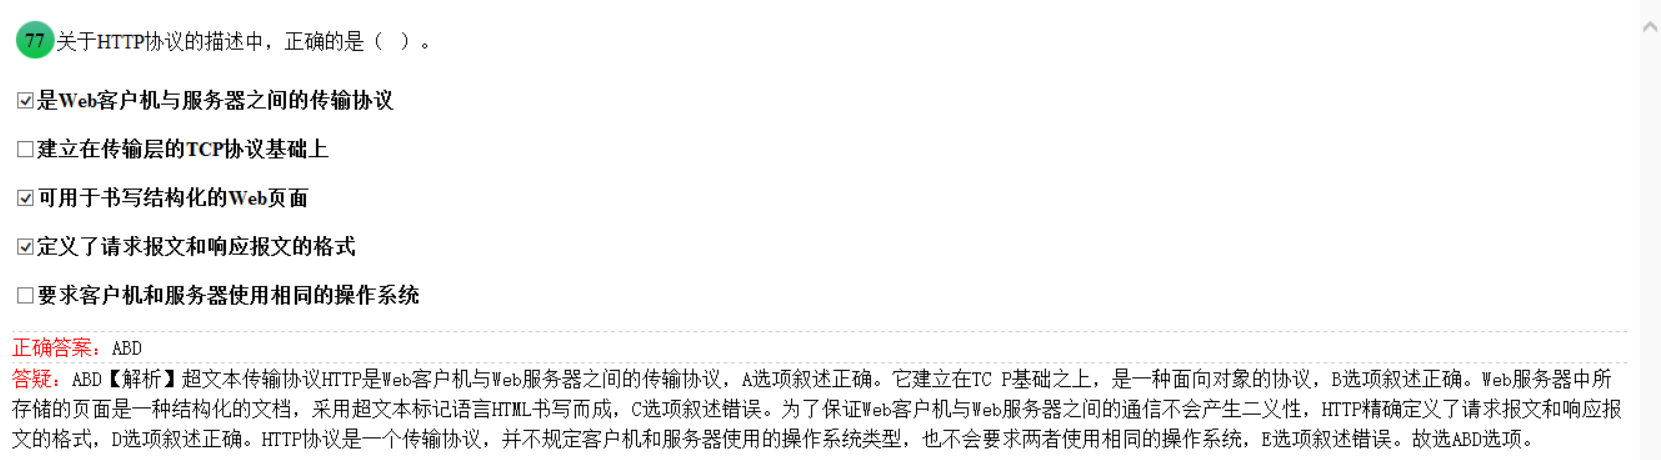 77 关于HTTP协议的描述中，正确的是（ ）。
是Web客户机与服务器之间的传输协议
建立在传输层的TCP协议基础上
可用于书写结构化的Web页面
定义了请求报文和响应报文的格式
要求客户机和服务器使用相同的操作系统
正确答案：ABD
答疑：ABD【解析】超文本传输协议HTTP是Web客户机与Web服务器之间的传输协议，A选项叙述正确。它建立在TC P基础之上，是一种面向对象的协议，B选项叙述正确。Web服务器中所
存储的页面是一种结构化的文档，采用超文本标记语言HTML书写而成，C选项叙述错误。为了保证Web客户机与Web服务器之间的通信不会产生二义性，HTTP精确定义了请求报文和响应报
文的格式，D选项叙述正确。HTTP协议是一个传输协议，并不规定客户机和服务器使用的操作系统类型，也不会要求两者使用相同的操作系统，E选项叙述错误。故选ABD选项。